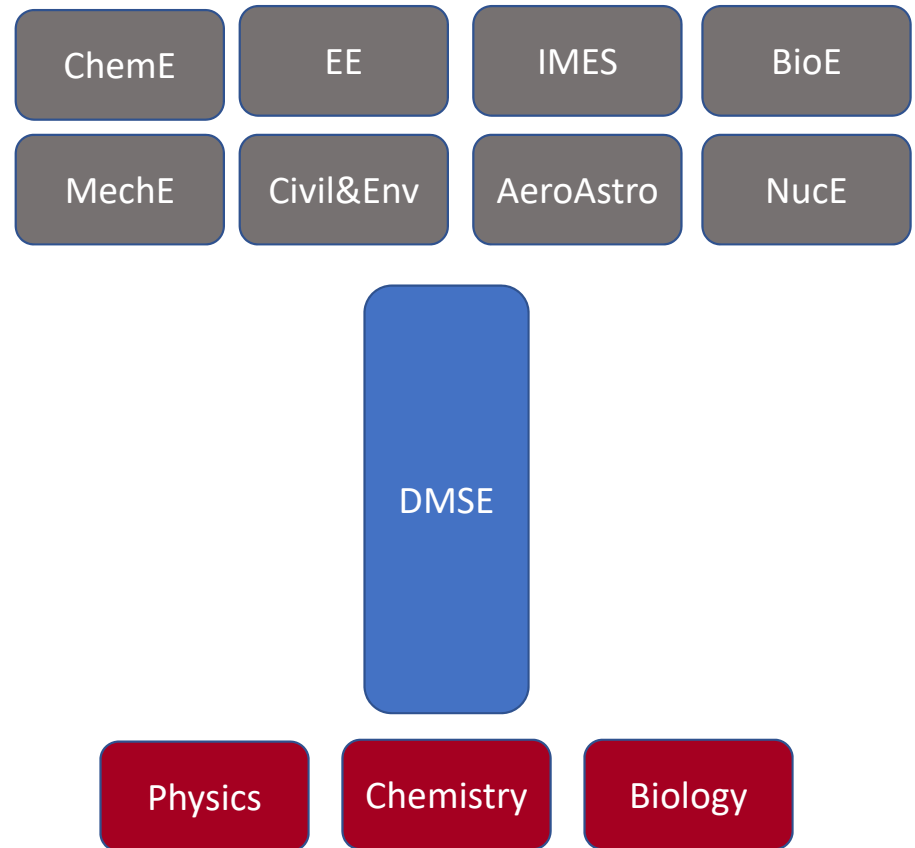 ChemE
EE
IMES
BioE
MechE
Civil&Env
AeroAstro
NucE
DMSE
Physics
Chemistry
Biology